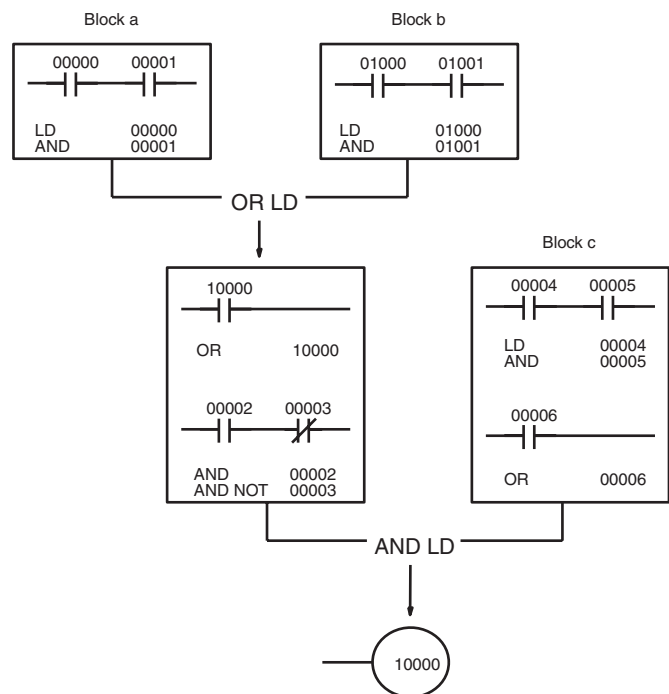 Block a
00000 00001
LD 00000
AND 00001
Block b
01000 01001
LD 01000
AND 01001
OR LD
10000
OR 10000
00002 00003
AND 00002
AND NOT 00003
Block c
00004 00005
LD 00004
AND 00005
00006
OR 00006
AND LD
10000